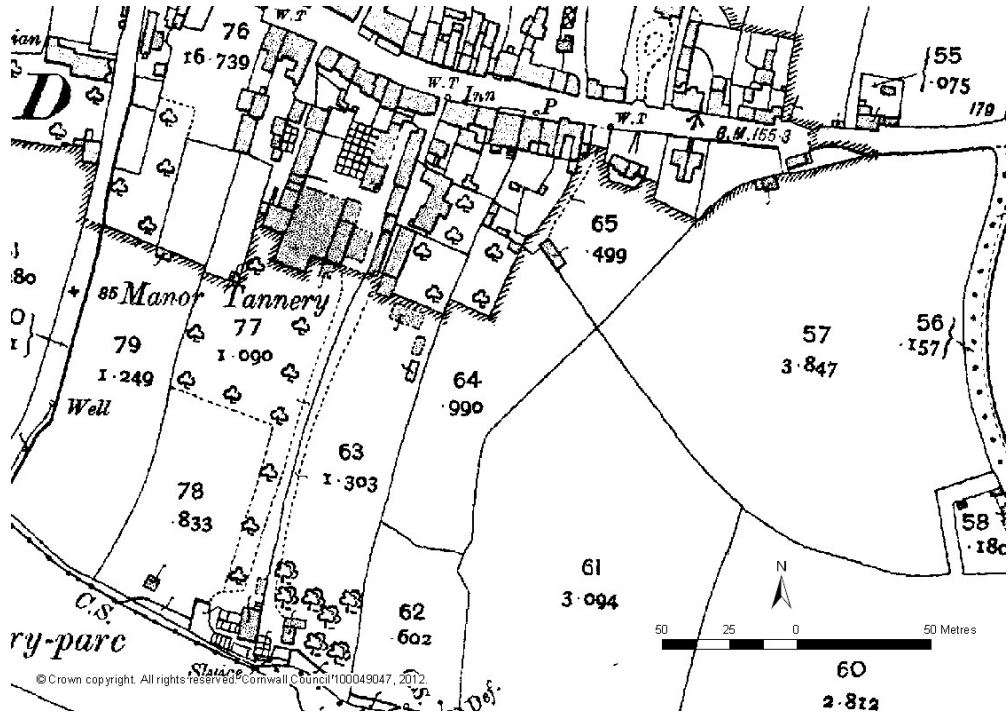 W.T
76
16.739
55
.075
179
W.T
Inn
P
W.T
B.M.155.3
D
65
.499
85 Manor Tannery
77
1.090
79
1.249
57
3.847
56
.157
Well
64
.990
63
1.303
78
.833
58
61
3.094
N
50 25 0 50 Metres
62
.602
C.S.
ry-parc
Sluice
Def.
60
2.812
© Crown copyright. All rights reserved. Cornwall Council 100049047, 2012.